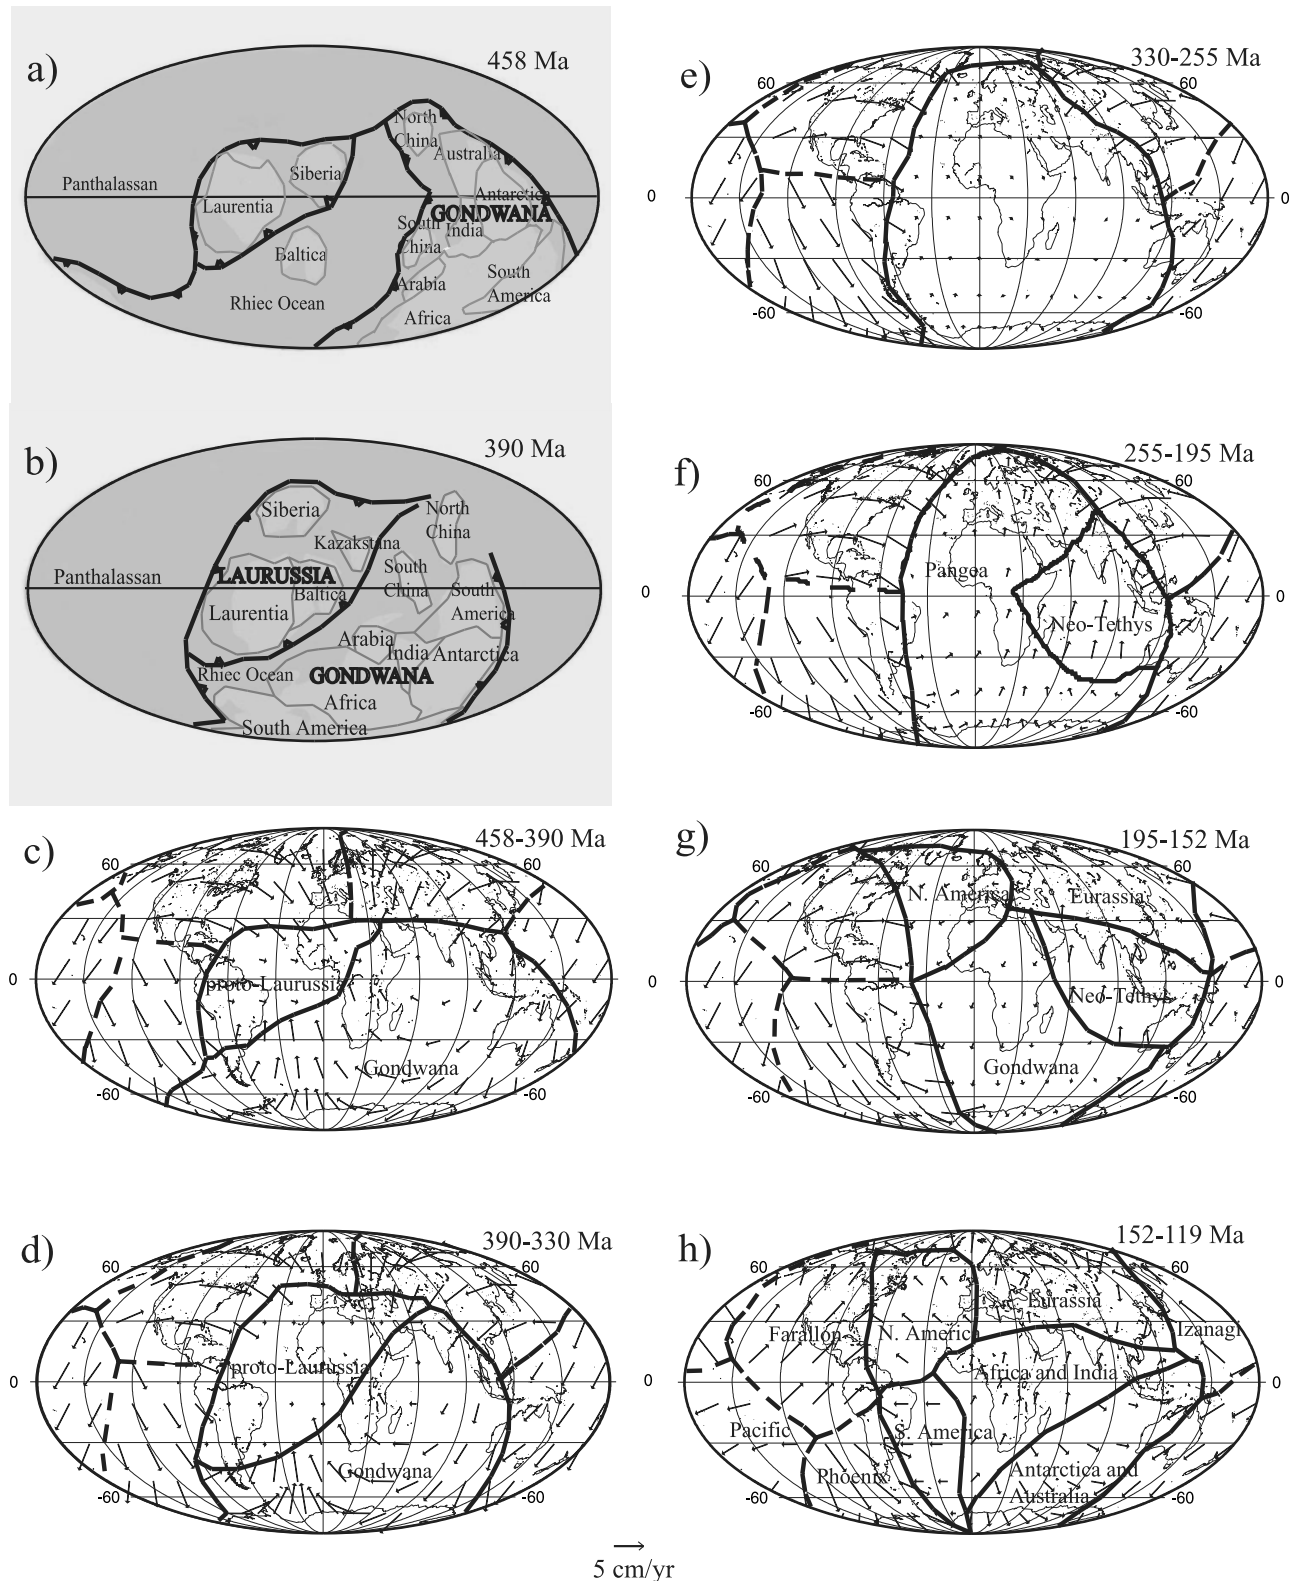 a)
458 Ma
North
China
Australia
Siberia
Panthalassan
Antarctica
Laurentia
GONDWANA
South
China
India
Baltica
Arabia
South
America
Rhiec Ocean
Africa
b)
390 Ma
Siberia
North
China
Kazakstana
Panthalassan
LAURUSSIA
South
China
South
America
Baltica
Laurentia
Arabia
India
Antarctica
Rhiec Ocean
GONDWANA
Africa
South America
c)
458-390 Ma
60
60
0
proto-Laurussia
Gondwana
-60
d)
390-330 Ma
60
0
0
proto-Laurussia
Gondwana
-60
e)
330-255 Ma
60
60
0
0
-60
-60
f)
255-195 Ma
60
60
Pangea
0
0
Neo-Tethys
-60
-60
g)
195-152 Ma
60
60
N. America
Eurasia
0
0
Neo-Tethys
Gondwana
-60
-60
h)
152-119 Ma
60
60
Eurasia
Farallon
N. America
Izanagi
Africa and India
0
0
Pacific
S. America
Phoenix
Antarctica and
Australia
-60
-60
5 cm/yr